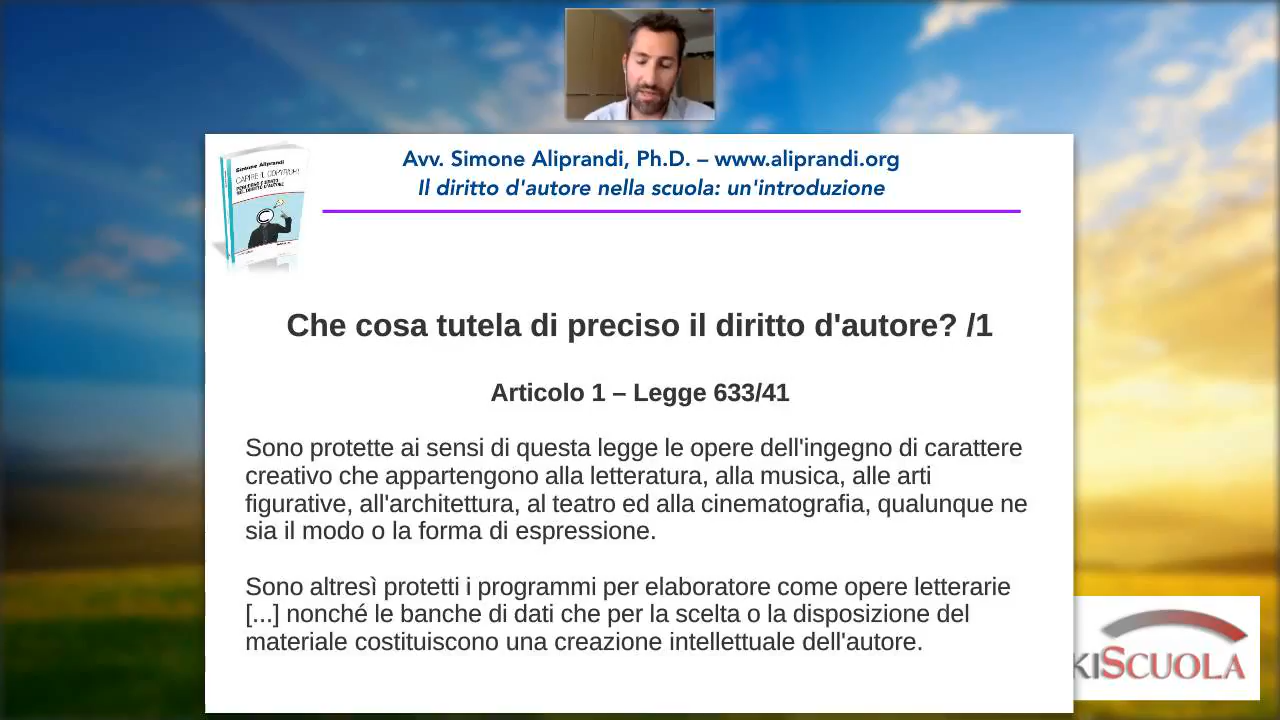 Avv. Simone Aliprandi, Ph.D. – www.aliprandi.org
Il diritto d'autore nella scuola: un'introduzione
Simone Aliprandi
CAPIRE IL COPYRIGHT
Che cosa tutela di preciso il diritto d'autore? /1
Articolo 1 – Legge 633/41
Sono protette ai sensi di questa legge le opere dell'ingegno di carattere
creativo che appartengono alla letteratura, alla musica, alle arti
figurative, all'architettura, al teatro ed alla cinematografia, qualunque ne
sia il modo o la forma di espressione.
Sono altresì protetti i programmi per elaboratore come opere letterarie
[...] nonché le banche di dati che per la scelta o la disposizione del
materiale costituiscono una creazione intellettuale dell'autore.
KISCUOLA